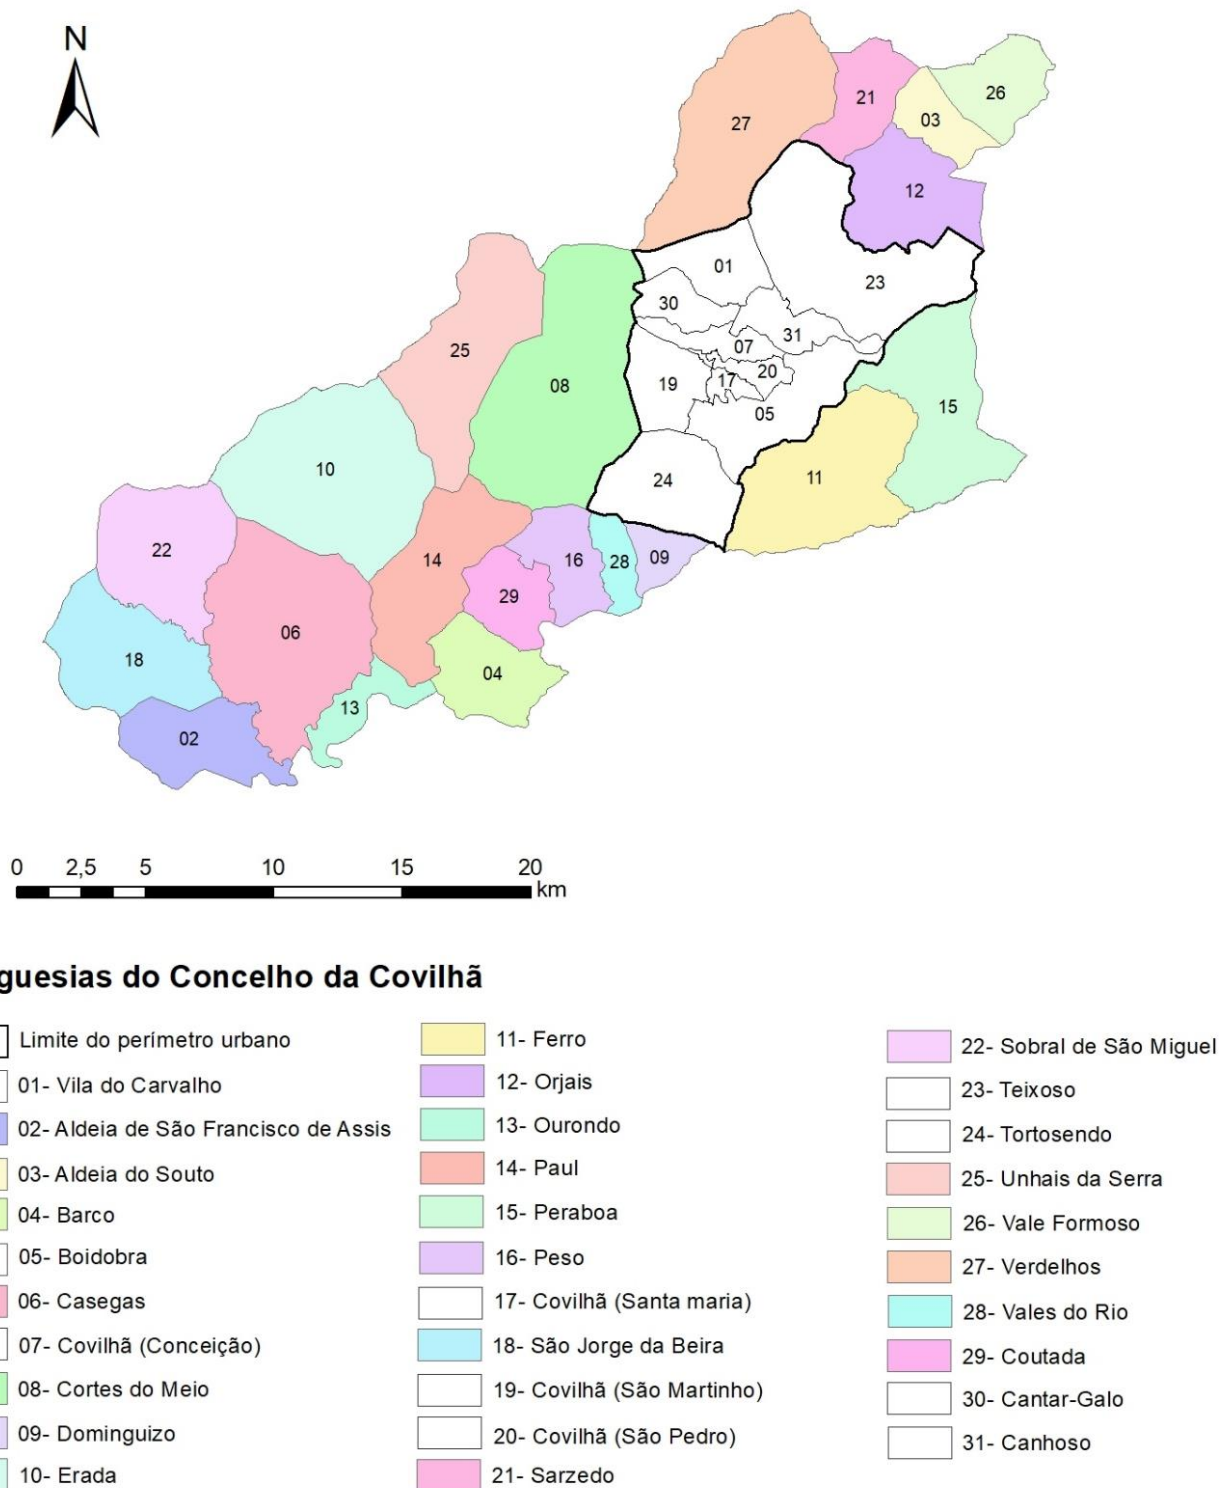 N
27
21
03
26
12
01
23
30
31
07
25
20
17
19
08
05
15
10
24
11
22
14
16
28
09
29
06
18
04
13
02
0 2,5 5 10 15 20
km
guesias do Concelho da Covilhã
Limite do perímetro urbano
01- Vila do Carvalho
02- Aldeia de São Francisco de Assis
03- Aldeia do Souto
04- Barco
05- Boidobra
06- Casegas
07- Covilhã (Conceição)
08- Cortes do Meio
09- Dominguizo
10- Erada
11- Ferro
12- Orjais
13- Ourondo
14- Paul
15- Peraboa
16- Peso
17- Covilhã (Santa maria)
18- São Jorge da Beira
19- Covilhã (São Martinho)
20- Covilhã (São Pedro)
21- Sarzedo
22- Sobral de São Miguel
23- Teixoso
24- Tortosendo
25- Unhais da Serra
26- Vale Formoso
27- Verdelhos
28- Vales do Rio
29- Coutada
30- Cantar-Galo
31- Canhoso